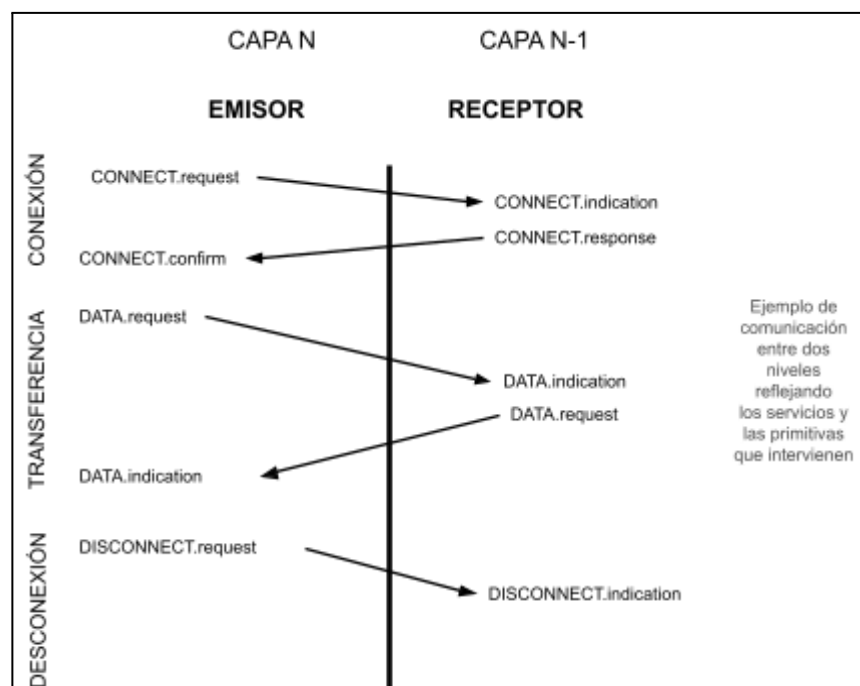 CAPA N
CAPA N-1
EMISOR
RECEPTOR
CONEXIÓN
CONNECT.request
CONNECT.indication
CONNECT.response
CONNECT.confirm
TRANSFERENCIA
DATA.request
DATA.indication
DATA.request
DATA.indication
DESCONEXIÓN
DISCONNECT.request
DISCONNECT.indication
Ejemplo de
comunicación
entre dos
niveles
reflejando
los servicios y
las primitivas
que intervienen